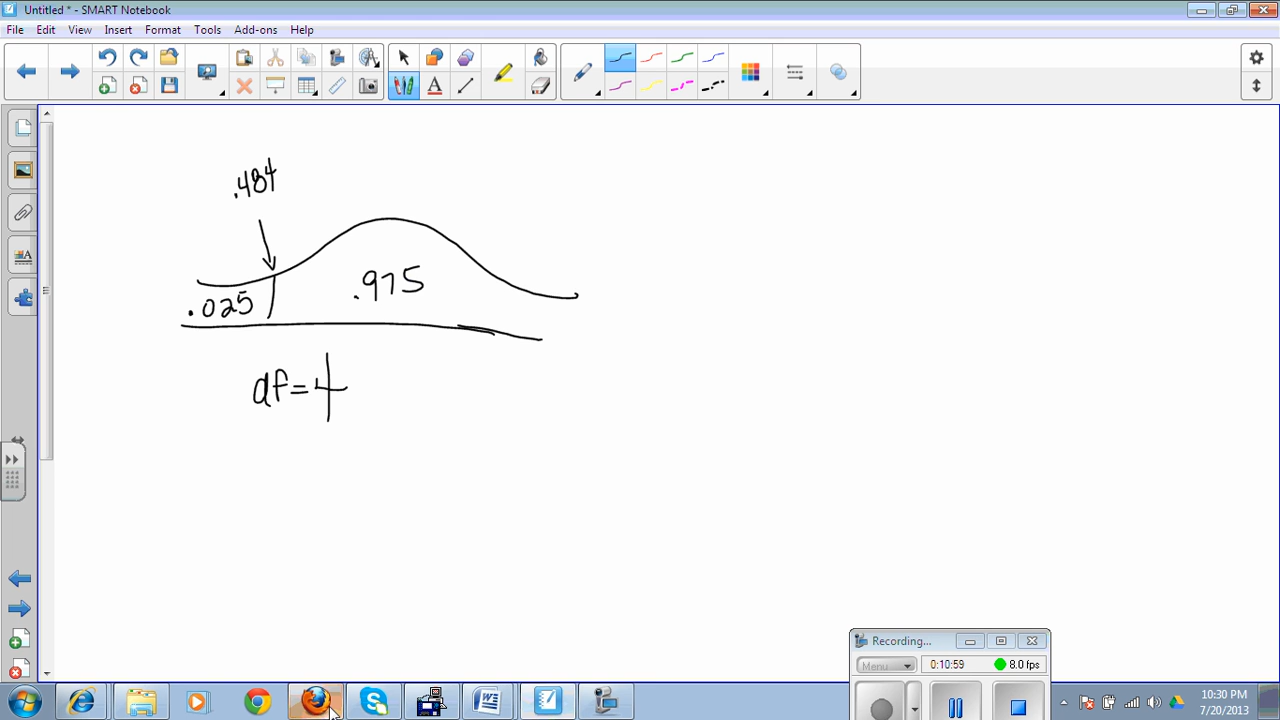 Untitled * - SMART Notebook
File Edit View Insert Format Tools Add-ons Help
.484
.025 .975
df=4
Recording...
Menu 0:10:59 8.0 fps
10:30 PM
7/20/2013